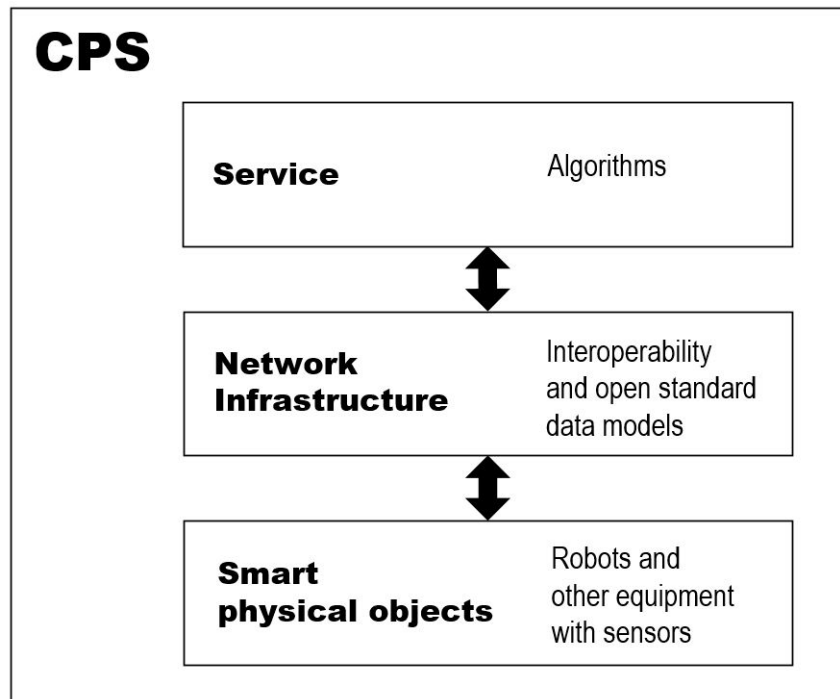 CPS
Service
Algorithms
Network
Infrastructure
Interoperability
and open standard
data models
Smart
physical objects
Robots and
other equipment
with sensors